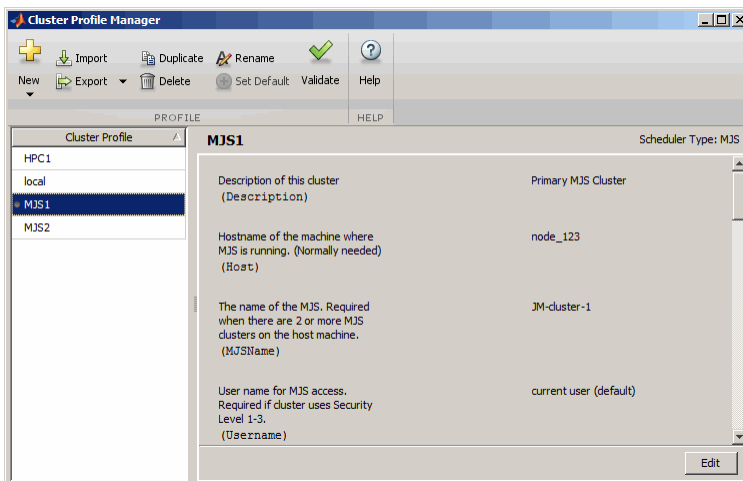 Cluster Profile Manager
New
Import
Export
Duplicate
Delete
Rename
Set Default
Validate
Help
PROFILE
HELP
Cluster Profile
HPC1
local
MJS1
MJS2
MJS1
Scheduler Type: MJS
Description of this cluster
(Description)
Primary MJS Cluster
Hostname of the machine where
MJS is running. (Normally needed)
(Host)
node_123
The name of the MJS. Required
when there are 2 or more MJS
clusters on the host machine.
(MJSName)
JM-cluster-1
User name for MJS access.
Required if cluster uses Security
Level 1-3.
(Username)
current user (default)
Edit